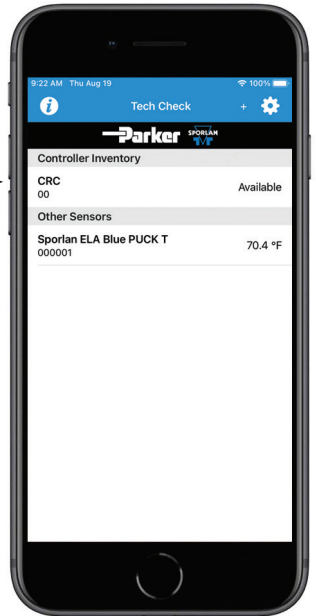 9:22 AM Thu Aug 19 100%
Tech Check +
Parker SPORLAN
Controller Inventory
CRC Available
00
Other Sensors
Sporlan ELA Blue PUCK T 70.4 °F
000001